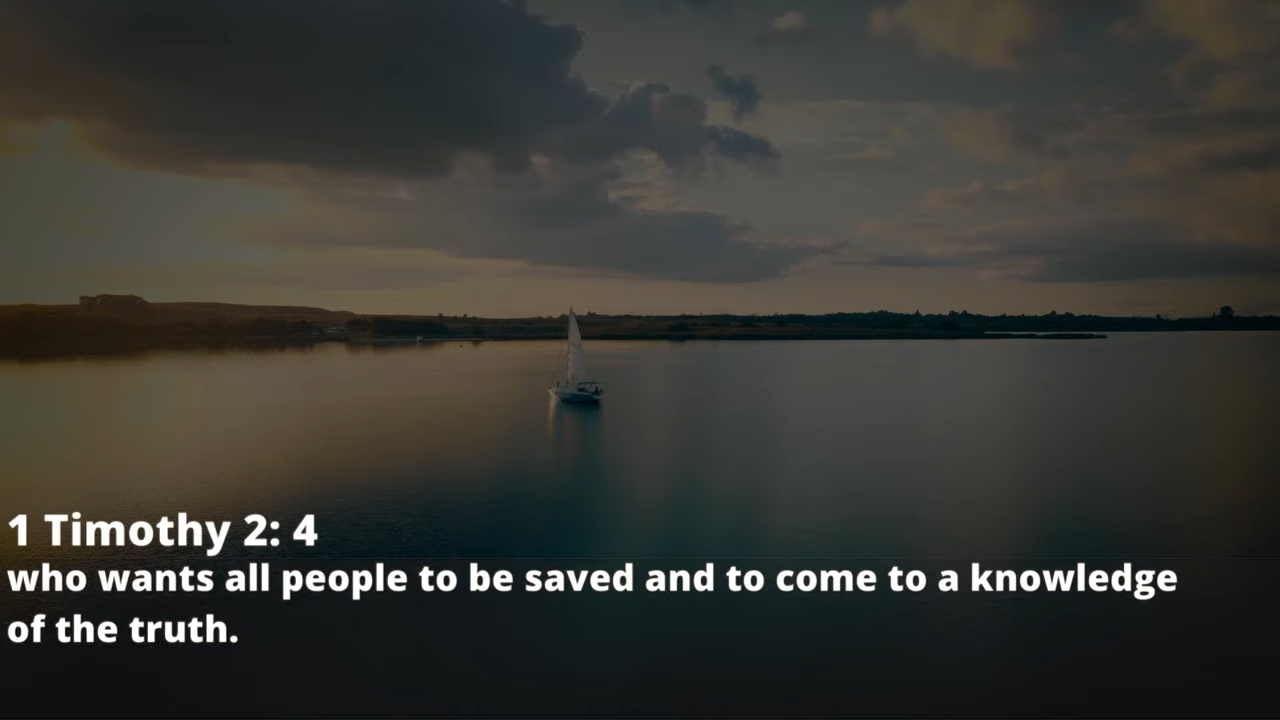 1 Timothy 2: 4
who wants all people to be saved and to come to a knowledge
of the truth.